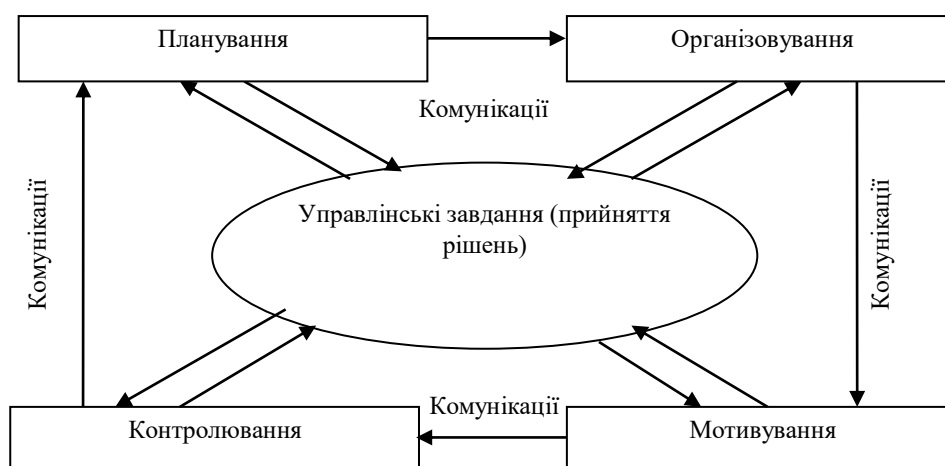 Планування
Організовування
Комунікації
Комунікації
Комунікації
Управлінські завдання (прийняття
рішень)
Комунікації
Контролювання
Мотивування